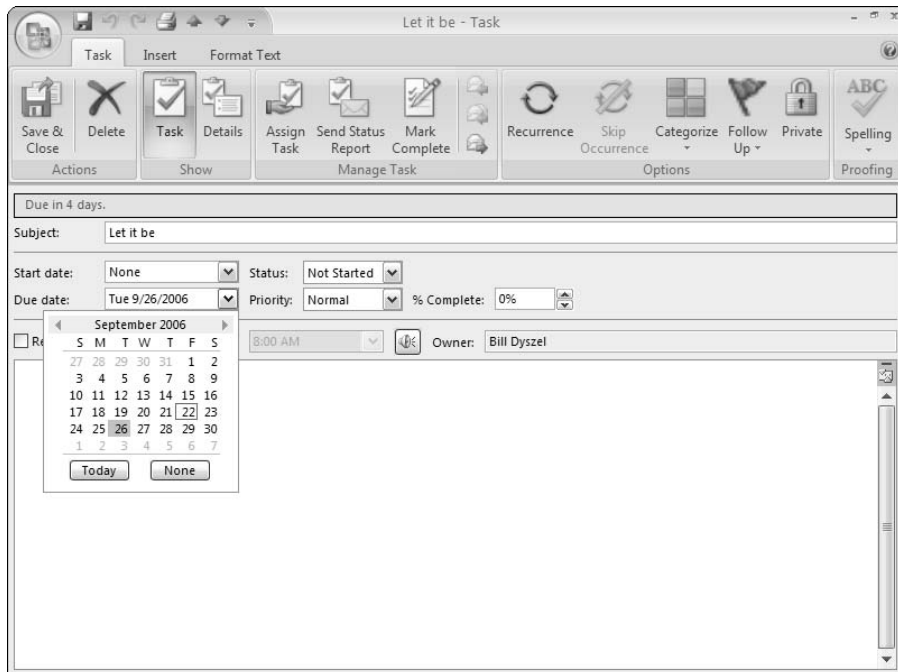 Let it be - Task
Task Insert Format Text
Save & Close Delete Task Details Assign Task Send Status Report Mark Complete Recurrence Skip Occurrence Categorize Follow Up Private ABC Spelling
Actions Show Manage Task Options Proofing
Due in 4 days.
Subject: Let it be
Start date: None Status: Not Started
Due date: Tue 9/26/2006 Priority: Normal % Complete: 0%
Re 8:00 AM Owner: Bill Dyszel
September 2006
S M T W T F S
27 28 29 30 31 1 2
3 4 5 6 7 8 9
10 11 12 13 14 15 16
17 18 19 20 21 22 23
24 25 26 27 28 29 30
1 2 3 4 5 6 7
Today None